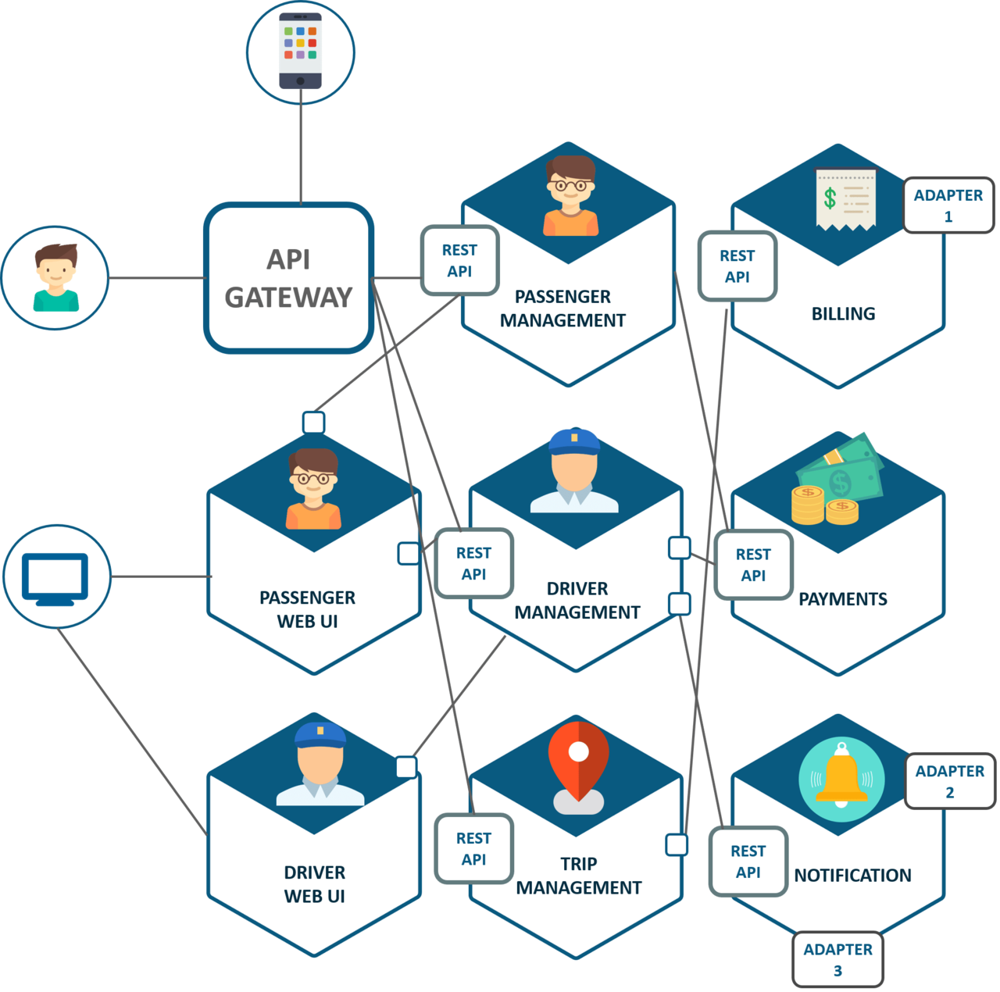 API
GATEWAY
REST
API
PASSENGER
MANAGEMENT
REST
API
BILLING
ADAPTER
1
PASSENGER
WEB UI
REST
API
DRIVER
MANAGEMENT
REST
API
PAYMENTS
DRIVER
WEB UI
REST
API
TRIP
MANAGEMENT
REST
API
NOTIFICATION
ADAPTER
2
ADAPTER
3